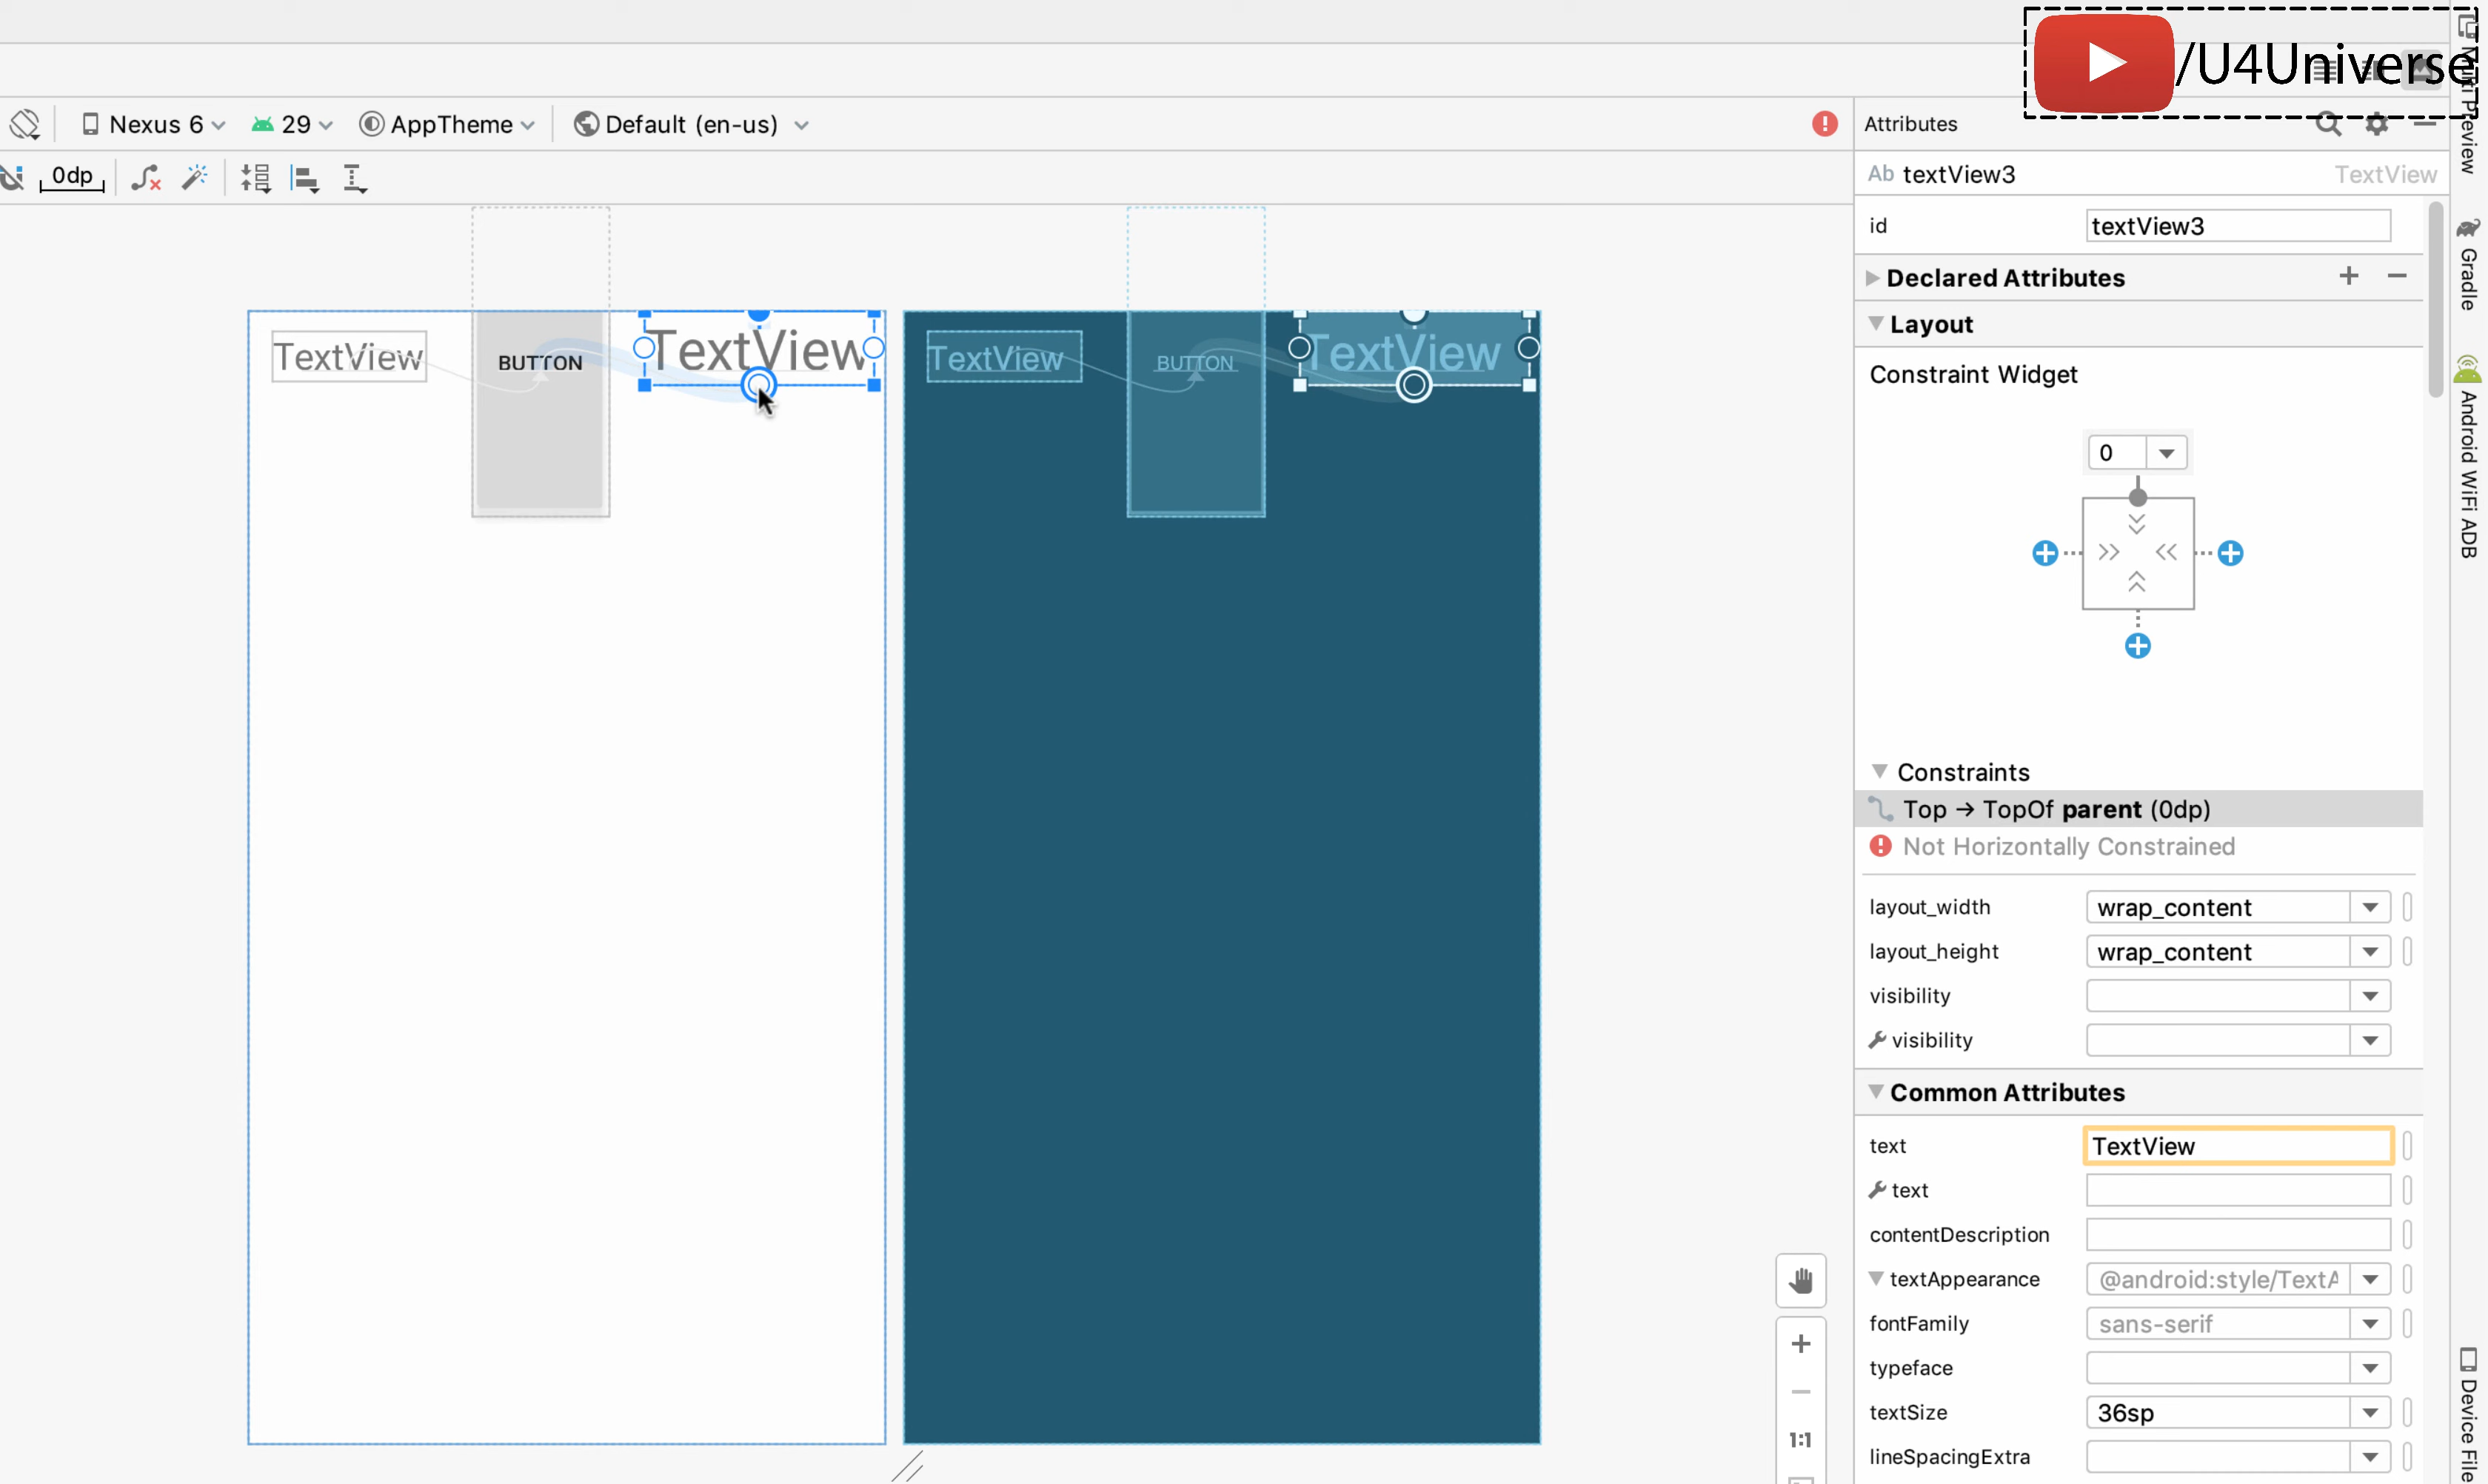 /U4Universe
Nexus 6
29
AppTheme
Default (en-us)
Attributes
0dp
Ab textView3
TextView
id
textView3
Declared Attributes
Layout
Constraint Widget
0
Constraints
Top → TopOf parent (0dp)
Not Horizontally Constrained
layout_width
wrap_content
layout_height
wrap_content
visibility
visibility
Common Attributes
text
TextView
text
contentDescription
textAppearance
@android:style/TextA
fontFamily
sans-serif
typeface
textSize
36sp
lineSpacingExtra
TextView
BUTTON
TextView
TextView
BUTTON
TextView
1:1
Multi Preview
Gradle
Android WiFi ADB
Device File